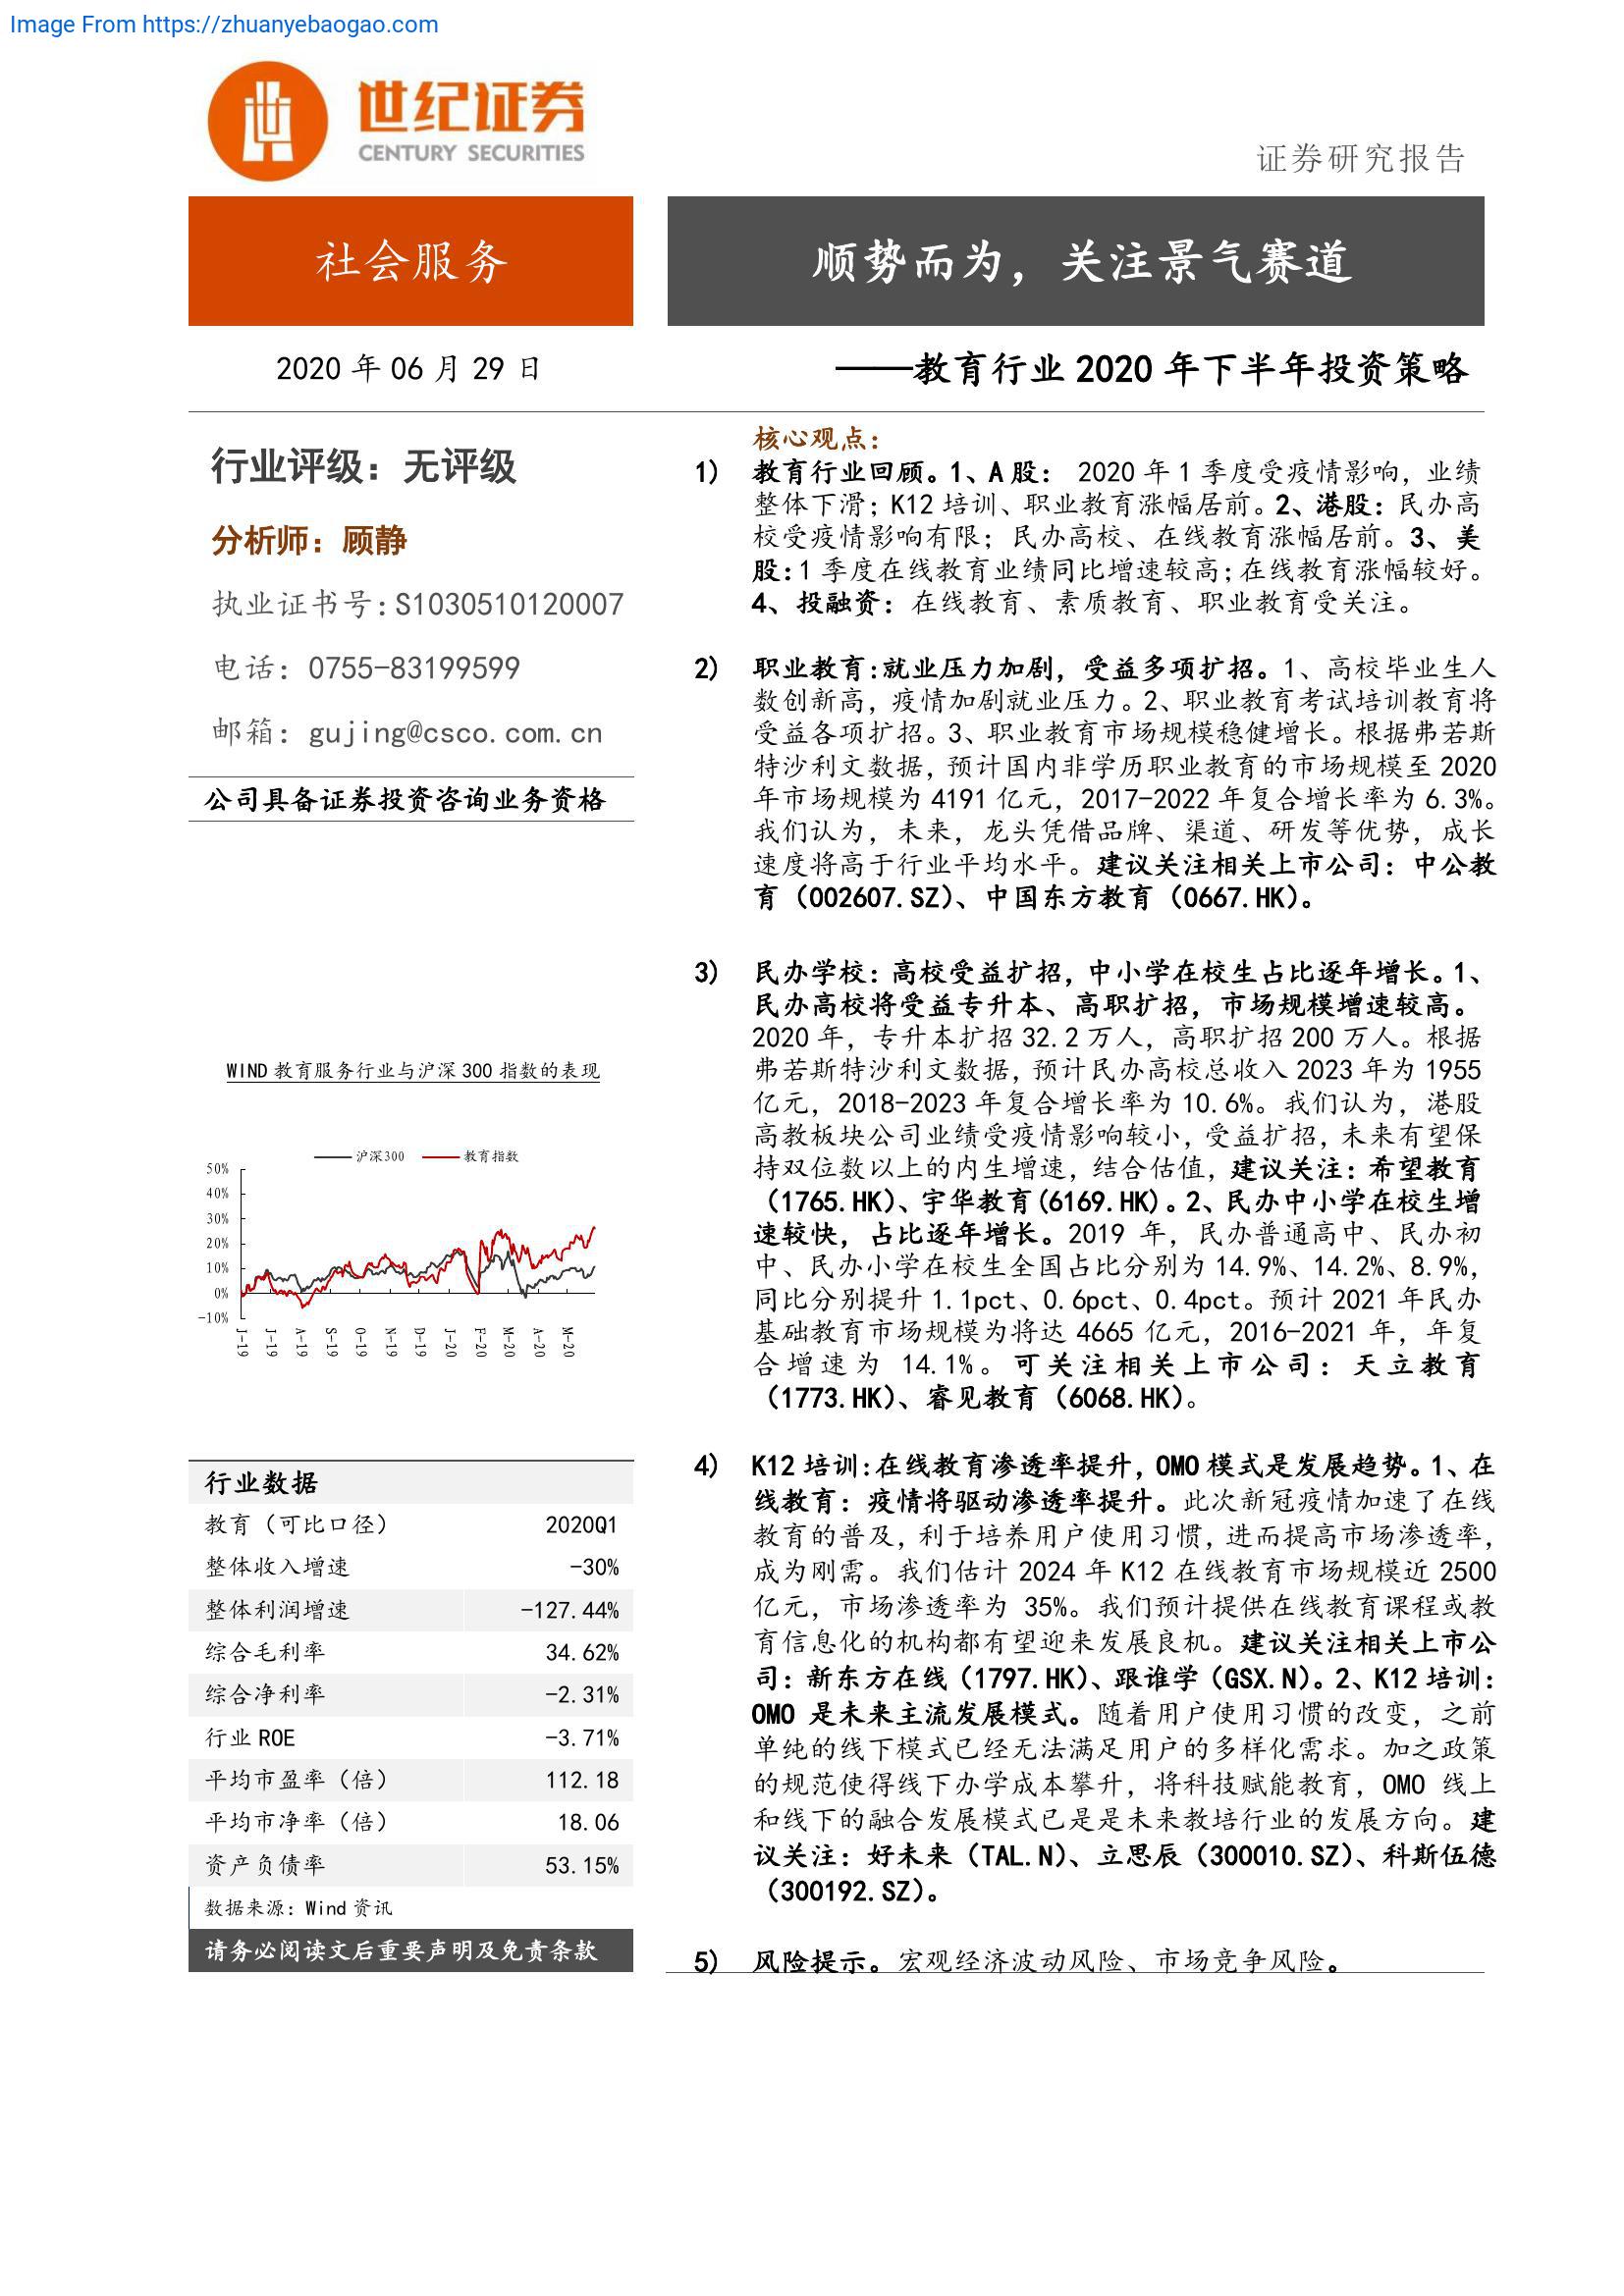 Image From https://zhuanyebaogao.com
世纪证券
CENTURY SECURITIES
证券研究报告
社会服务
顺势而为，关注景气赛道
2020 年 06 月 29 日
——教育行业 2020 年下半年投资策略
行业评级：无评级
分析师：顾静
执业证书号：S1030510120007
电话：0755-83199599
邮箱：gujing@csco.com.cn
公司具备证券投资咨询业务资格
WIND 教育服务行业与沪深 300 指数的表现
沪深300 教育指数
50%
40%
30%
20%
10%
0%
-10%
J-19 J-19 A-19 S-19 O-19 N-19 D-19 J-20 F-20 M-20 A-20 M-20
行业数据
教育（可比口径） 2020Q1
整体收入增速 -30%
整体利润增速 -127.44%
综合毛利率 34.62%
综合净利率 -2.31%
行业 ROE -3.71%
平均市盈率（倍） 112.18
平均市净率（倍） 18.06
资产负债率 53.15%
数据来源：Wind 资讯
请务必阅读文后重要声明及免责条款
核心观点：
1) 教育行业回顾。1、A 股： 2020 年 1 季度受疫情影响，业绩
整体下滑；K12 培训、职业教育涨幅居前。2、港股：民办高
校受疫情影响有限；民办高校、在线教育涨幅居前。3、美
股：1 季度在线教育业绩同比增速较高；在线教育涨幅较好。
4、投融资：在线教育、素质教育、职业教育受关注。
2) 职业教育：就业压力加剧，受益多项扩招。1、高校毕业生人
数创新高，疫情加剧就业压力。2、职业教育考试培训教育将
受益各项扩招。3、职业教育市场规模稳健增长。根据弗若斯
特沙利文数据，预计国内非学历职业教育的市场规模至 2020
年市场规模为 4191 亿元，2017-2022 年复合增长率为 6.3%。
我们认为，未来，龙头凭借品牌、渠道、研发等优势，成长
速度将高于行业平均水平。建议关注相关上市公司：中公教
育（002607.SZ）、中国东方教育（0667.HK）。
3) 民办学校：高校受益扩招，中小学在校生占比逐年增长。1、
民办高校将受益专升本、高职扩招，市场规模增速较高。
2020 年，专升本扩招 32.2 万人，高职扩招 200 万人。根据
弗若斯特沙利文数据，预计民办高校总收入 2023 年为 1955
亿元，2018-2023 年复合增长率为 10.6%。我们认为，港股
高教板块公司业绩受疫情影响较小，受益扩招，未来有望保
持双位数以上的内生增速，结合估值，建议关注：希望教育
（1765.HK）、宇华教育(6169.HK)。2、民办中小学在校生增
速较快，占比逐年增长。2019 年，民办普通高中、民办初
中、民办小学在校生全国占比分别为 14.9%、14.2%、8.9%，
同比分别提升 1.1pct、0.6pct、0.4pct。预计 2021 年民办
基础教育市场规模为将达 4665 亿元，2016-2021 年，年复
合增速为 14.1%。可关注相关上市公司：天立教育
（1773.HK）、睿见教育（6068.HK）。
4) K12 培训：在线教育渗透率提升，OMO 模式是发展趋势。1、在
线教育：疫情将驱动渗透率提升。此次新冠疫情加速了在线
教育的普及，利于培养用户使用习惯，进而提高市场渗透率，
成为刚需。我们估计 2024 年 K12 在线教育市场规模近 2500
亿元，市场渗透率为 35%。我们预计提供在线教育课程或教
育信息化的机构都有望迎来发展良机。建议关注相关上市公
司：新东方在线（1797.HK）、跟谁学（GSX.N）。2、K12 培训：
OMO 是未来主流发展模式。随着用户使用习惯的改变，之前
单纯的线下模式已经无法满足用户的多样化需求。加之政策
的规范使得线下办学成本攀升，将科技赋能教育，OMO 线上
和线下的融合发展模式已是是未来教培行业的发展方向。建
议关注：好未来（TAL.N）、立思辰（300010.SZ）、科斯伍德
（300192.SZ）。
5) 风险提示。宏观经济波动风险、市场竞争风险。